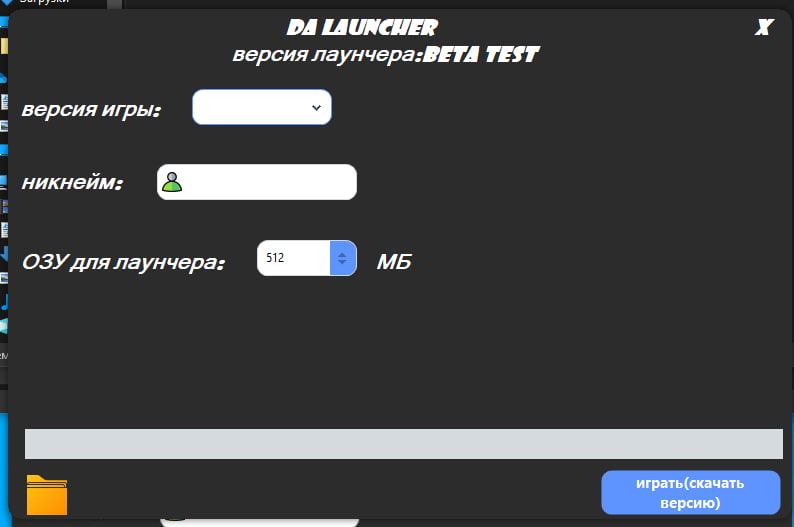 Загрузки
DA LAUNCHER
X
версия лаунчера:BETA TEST
версия игры:
никнейм:
ОЗУ для лаунчера:
512
МБ
играть(скачать
версию)